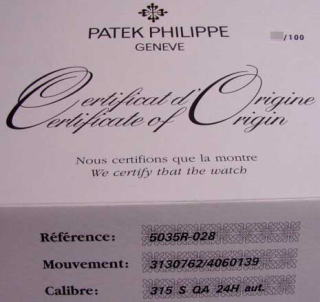 PATEK PHILIPPE
GENEVE
/100
Certificat d'Origine
Certificate of Origin
Nous certifions que la montre
We certify that the watch
Référence: 5035R-028
Mouvement: 3130762/4060139
Calibre: 315 S QA 24H aut.